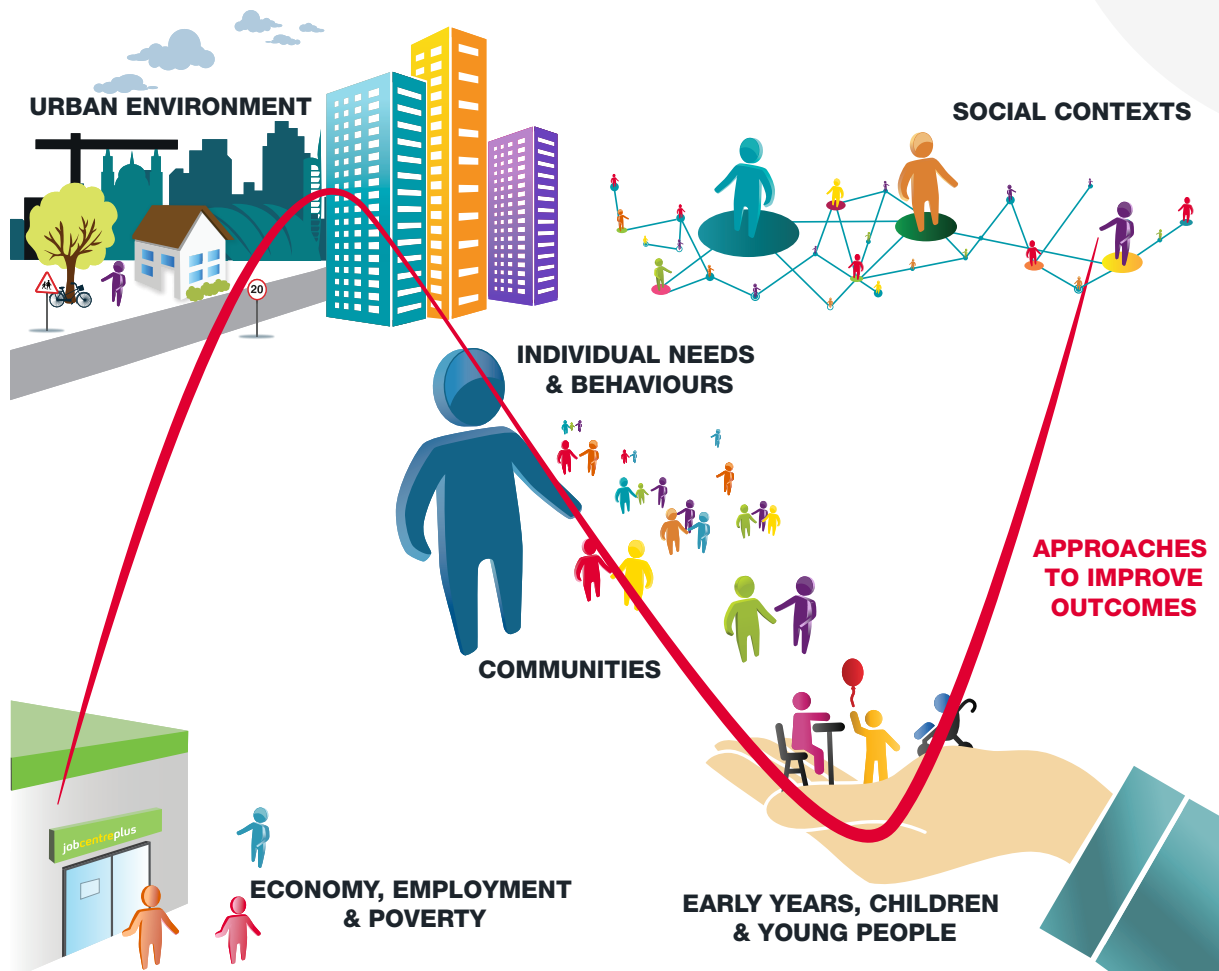 URBAN ENVIRONMENT
SOCIAL CONTEXTS
20
INDIVIDUAL NEEDS
& BEHAVIOURS
APPROACHES
TO IMPROVE
OUTCOMES
COMMUNITIES
jobcentreplus
ECONOMY, EMPLOYMENT
& POVERTY
EARLY YEARS, CHILDREN
& YOUNG PEOPLE